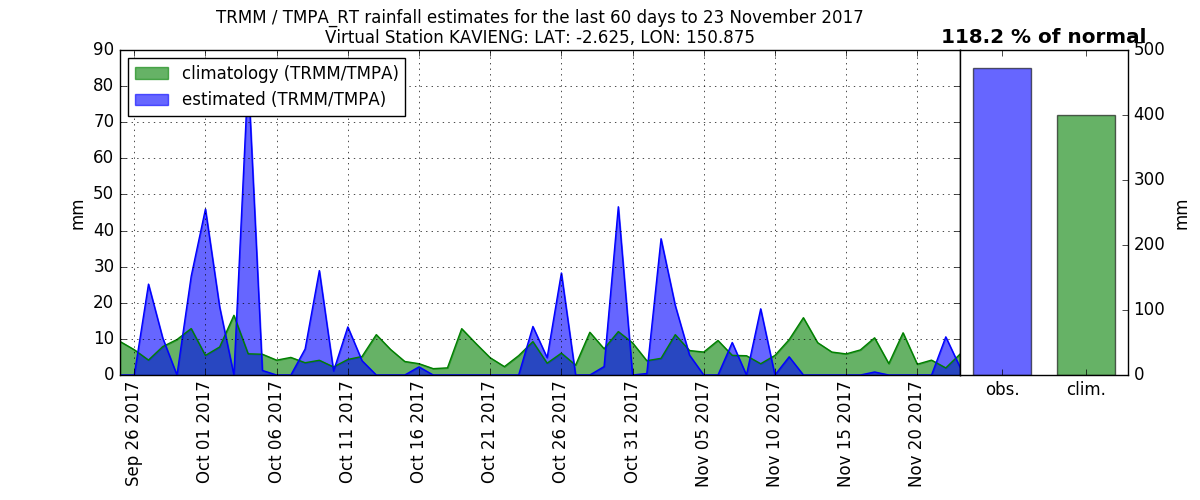 TRMM / TMPA_RT rainfall estimates for the last 60 days to 23 November 2017
Virtual Station KAVIENG: LAT: -2.625, LON: 150.875
118.2 % of normal
climatology (TRMM/TMPA)
estimated (TRMM/TMPA)
90
80
70
60
50
40
30
20
10
0
mm
Sep 26 2017
Oct 01 2017
Oct 06 2017
Oct 11 2017
Oct 16 2017
Oct 21 2017
Oct 26 2017
Oct 31 2017
Nov 05 2017
Nov 10 2017
Nov 15 2017
Nov 20 2017
obs.
clim.
500
400
300
200
100
0
mm